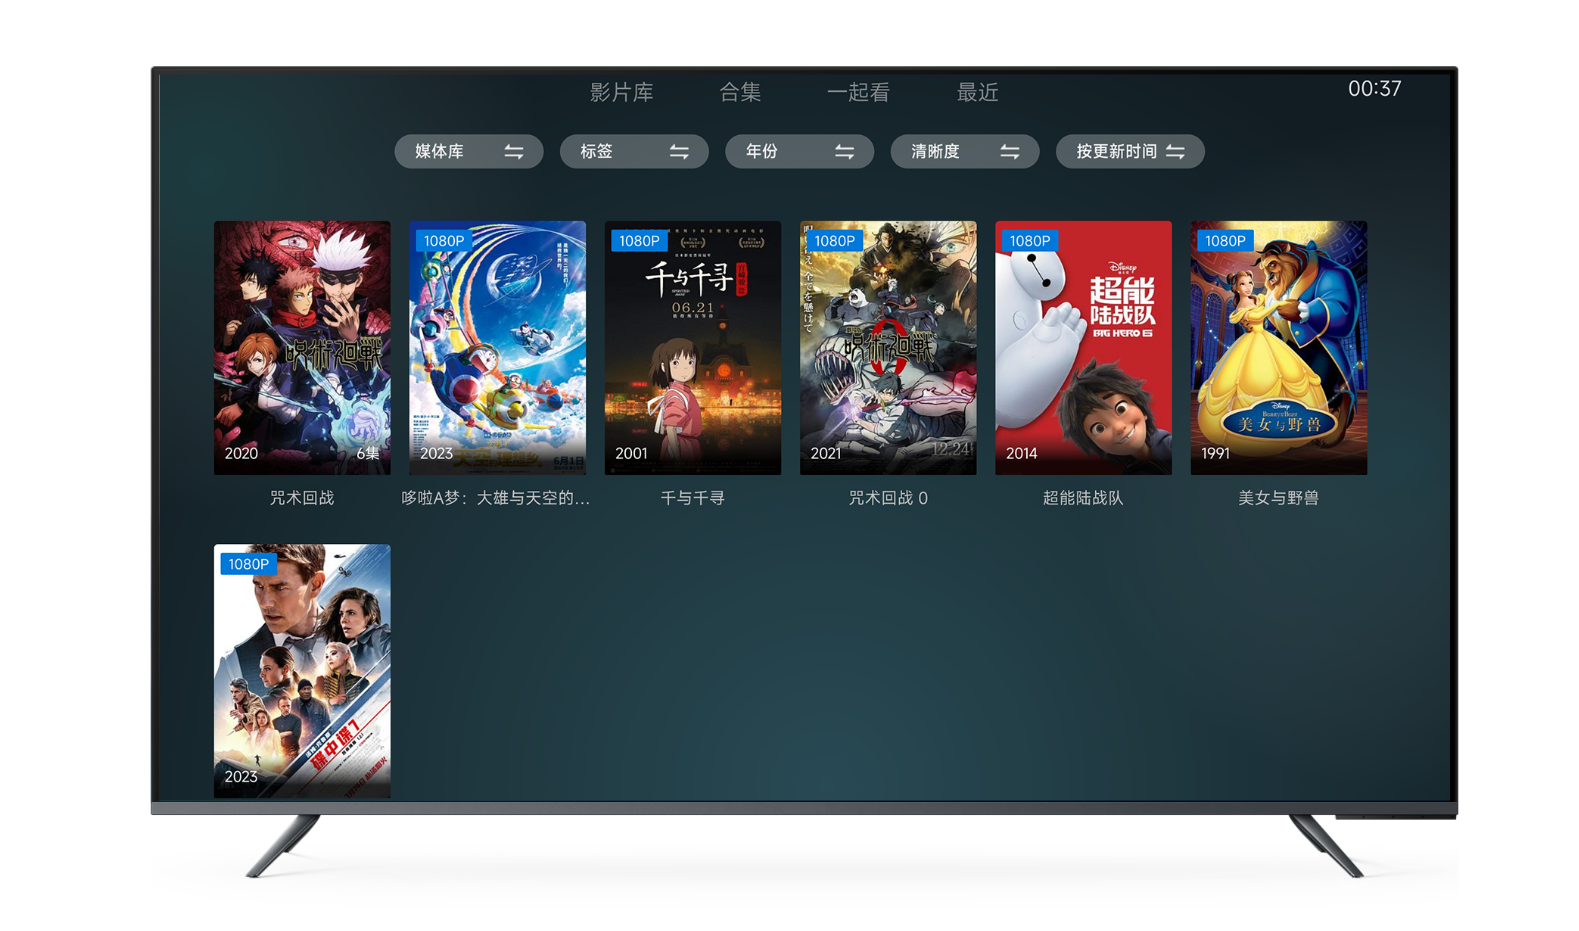 影片库
合集
一起看
最近
00:37
媒体库
标签
年份
清晰度
按更新时间
呪術廻戦
2020
6集
咒术回战
1080P
2023
哆啦A梦：大雄与天空的...
1080P
千与千寻
06.21
2001
千与千寻
1080P
呪術廻戦
0
12.24
2021
咒术回战 0
1080P
Disney
超能
陆战队
BIG HERO 6
2014
超能陆战队
1080P
Disney
Beauty and the Beast
美女与野兽
1991
美女与野兽
1080P
碟中谍7
2023